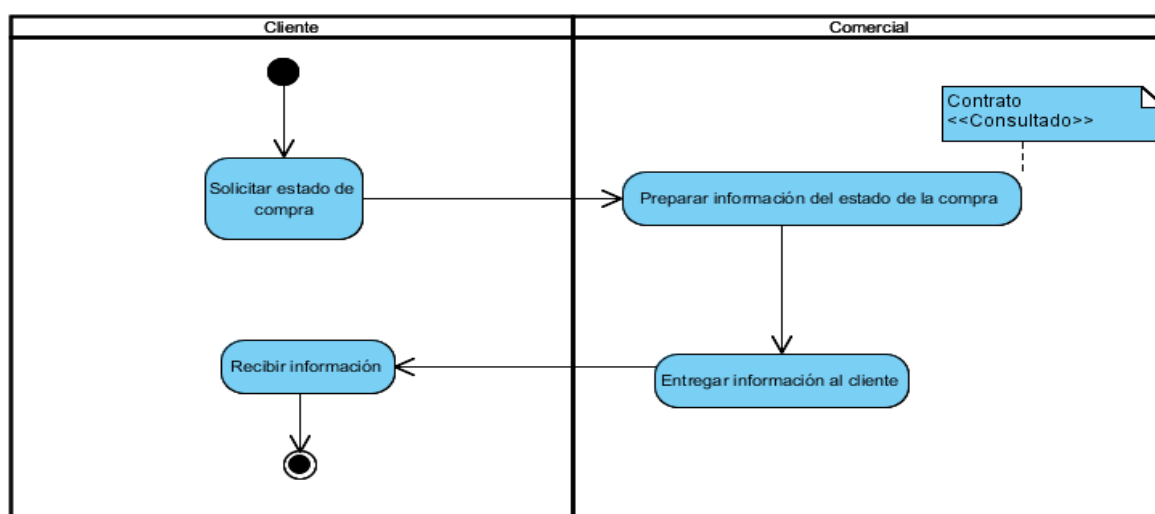 Cliente
Comercial
Contrato
<<Consultado>>
Solicitar estado de
compra
Preparar información del estado de la compra
Recibir información
Entregar información al cliente